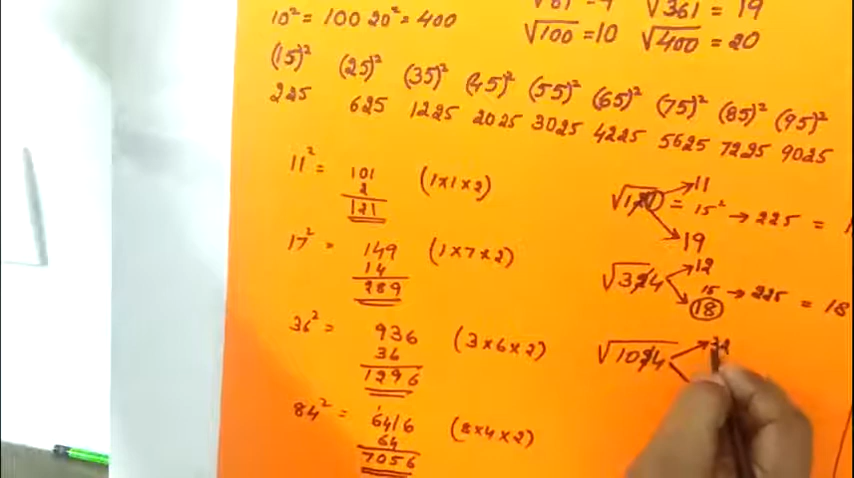 10² = 100 20² = 400
√100 = 10 √361 = 19
√400 = 20
(15)² (25)² (35)² (45)² (55)² (65)² (75)² (85)² (95)²
225 625 1225 2025 3025 4225 5625 7225 9025
11² = 101 (1×1×2)
2
121
17² = 149 (1×7×2)
14
289
36² = 936 (3×6×2)
36
1296
84² = 6416 (8×4×2)
64
7056
11
= 15² → 225 =
19
√324 12
15 → 225 = 18
18
√1024 32